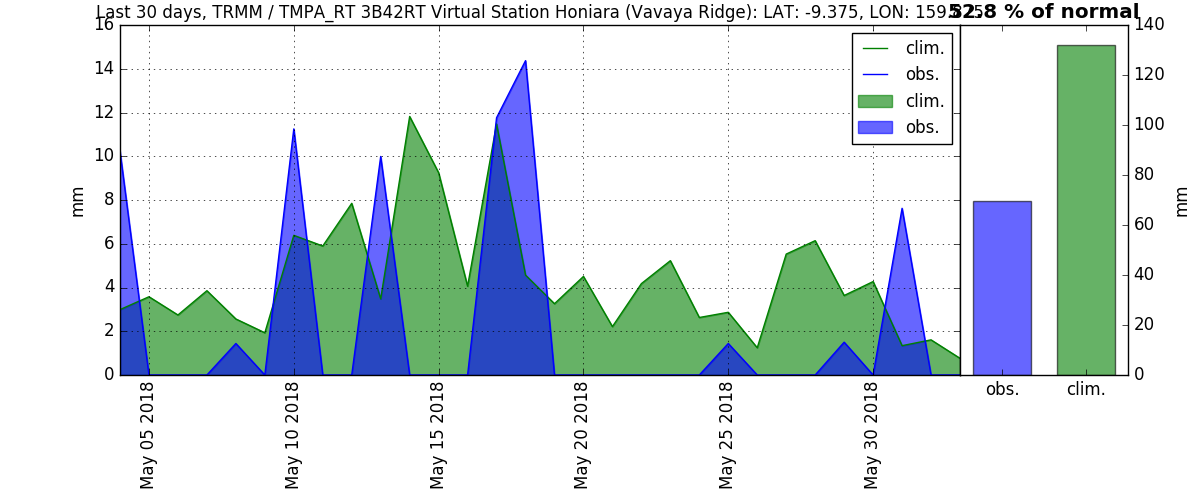 Last 30 days, TRMM / TMPA_RT 3B42RT Virtual Station Honiara (Vavaya Ridge): LAT: -9.375, LON:
52.8 % of normal
16
14
12
10
8
6
4
2
0
mm
clim.
obs.
clim.
obs.
May 05 2018
May 10 2018
May 15 2018
May 20 2018
May 25 2018
May 30 2018
140
120
100
80
60
40
20
0
mm
obs.
clim.